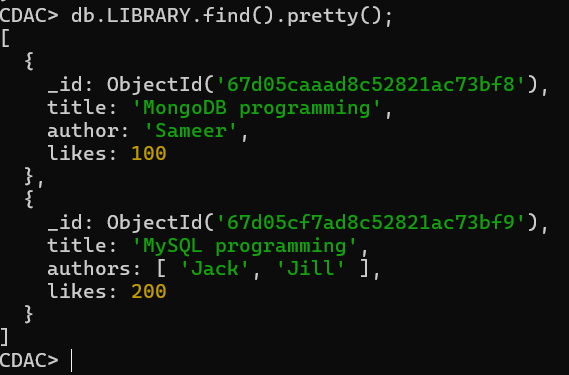 CDAC> db.LIBRARY.find().pretty();
[
  {
    _id: ObjectId('67d05caaad8c52821ac73bf8'),
    title: 'MongoDB programming',
    author: 'Sameer',
    likes: 100
  },
  {
    _id: ObjectId('67d05cf7ad8c52821ac73bf9'),
    title: 'MySQL programming',
    authors: [ 'Jack', 'Jill' ],
    likes: 200
  }
]
CDAC>